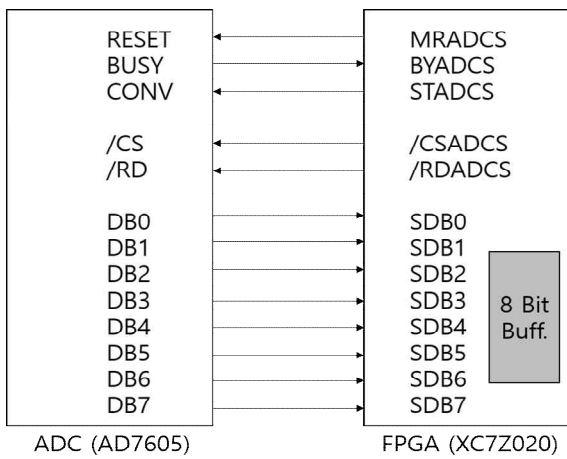 RESET MRADCS
BUSY BYADCS
CONV STADCS
/CS /CSADCS
/RD /RDADCS
DB0 SDB0
DB1 SDB1
DB2 SDB2
DB3 SDB3
DB4 SDB4
DB5 SDB5
DB6 SDB6
DB7 SDB7
8 Bit
Buff.
ADC (AD7605) FPGA (XC7Z020)